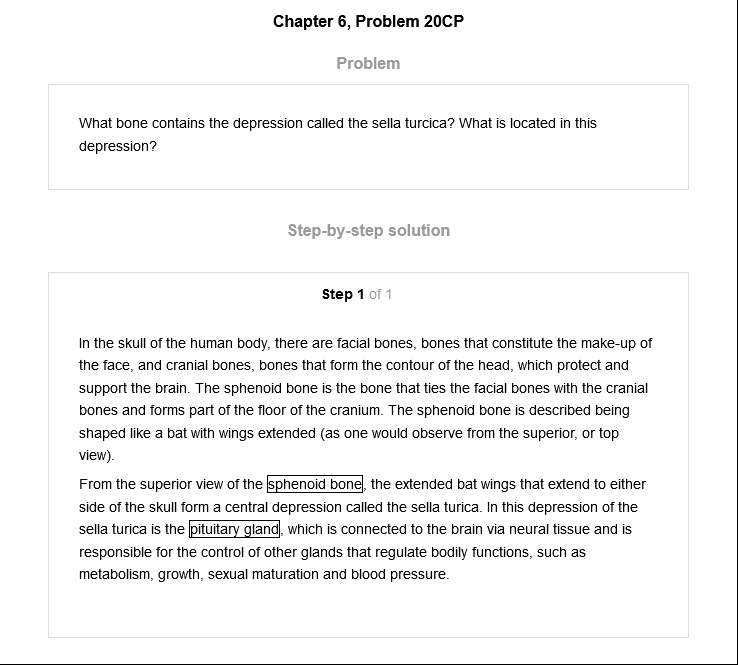 Chapter 6, Problem 20CP
Problem
What bone contains the depression called the sella turcica? What is located in this
depression?
Step-by-step solution
Step 1 of 1
In the skull of the human body, there are facial bones, bones that constitute the make-up of
the face, and cranial bones, bones that form the contour of the head, which protect and
support the brain. The sphenoid bone is the bone that ties the facial bones with the cranial
bones and forms part of the floor of the cranium. The sphenoid bone is described being
shaped like a bat with wings extended (as one would observe from the superior, or top
view).
From the superior view of the sphenoid bone, the extended bat wings that extend to either
side of the skull form a central depression called the sella turica. In this depression of the
sella turica is the pituitary gland, which is connected to the brain via neural tissue and is
responsible for the control of other glands that regulate bodily functions, such as
metabolism, growth, sexual maturation and blood pressure.